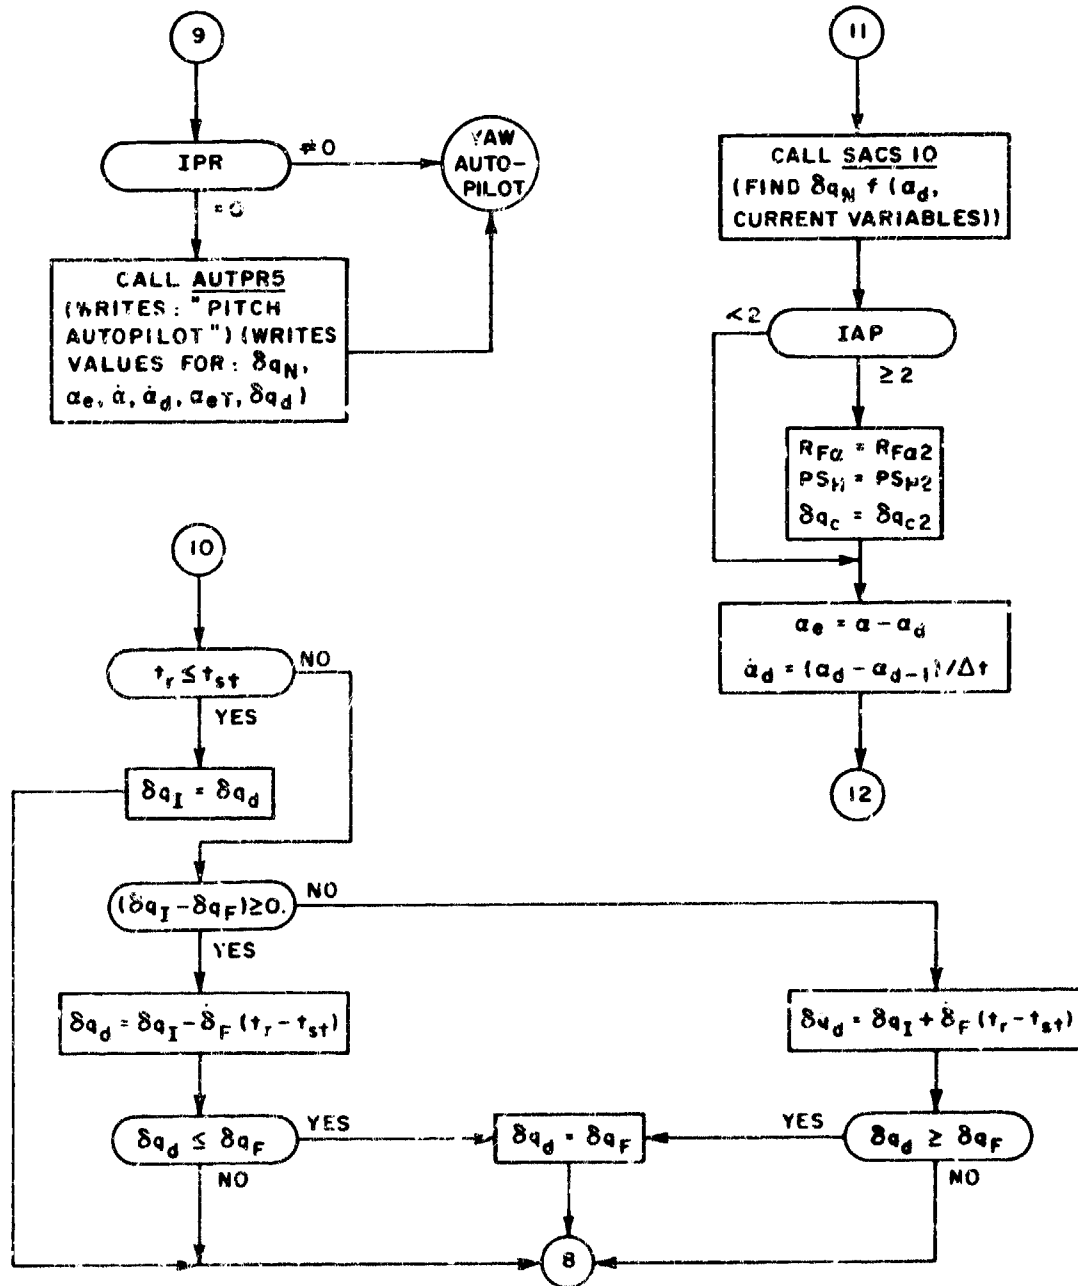 9
IPR
≠0
=0
YAW
AUTO-
PILOT
CALL AUTPR5
(WRITES: "PITCH
AUTOPILOT") (WRITES
VALUES FOR: δq_N,
α_e, α̇, α̇_d, α_eT, δq_d)
10
t_r ≤ t_st
NO
YES
δq_I = δq_d
(δq_I - δq_F) ≥ 0.
NO
YES
δq_d = δq_I - δ̇_F (t_r - t_st)
δq_d ≤ δq_F
YES
NO
δq_d = δq_F
8
δq_d = δq_I + δ̇_F (t_r - t_st)
YES
δq_d ≥ δq_F
NO
11
CALL SACS 10
(FIND δq_N f (α_d,
CURRENT VARIABLES))
<2
IAP
≥2
R_Fα = R_Fα2
PS_H = PS_H2
δq_c = δq_c2
α_e = α - α_d
α̇_d = (α_d - α_d-1)/Δt
12